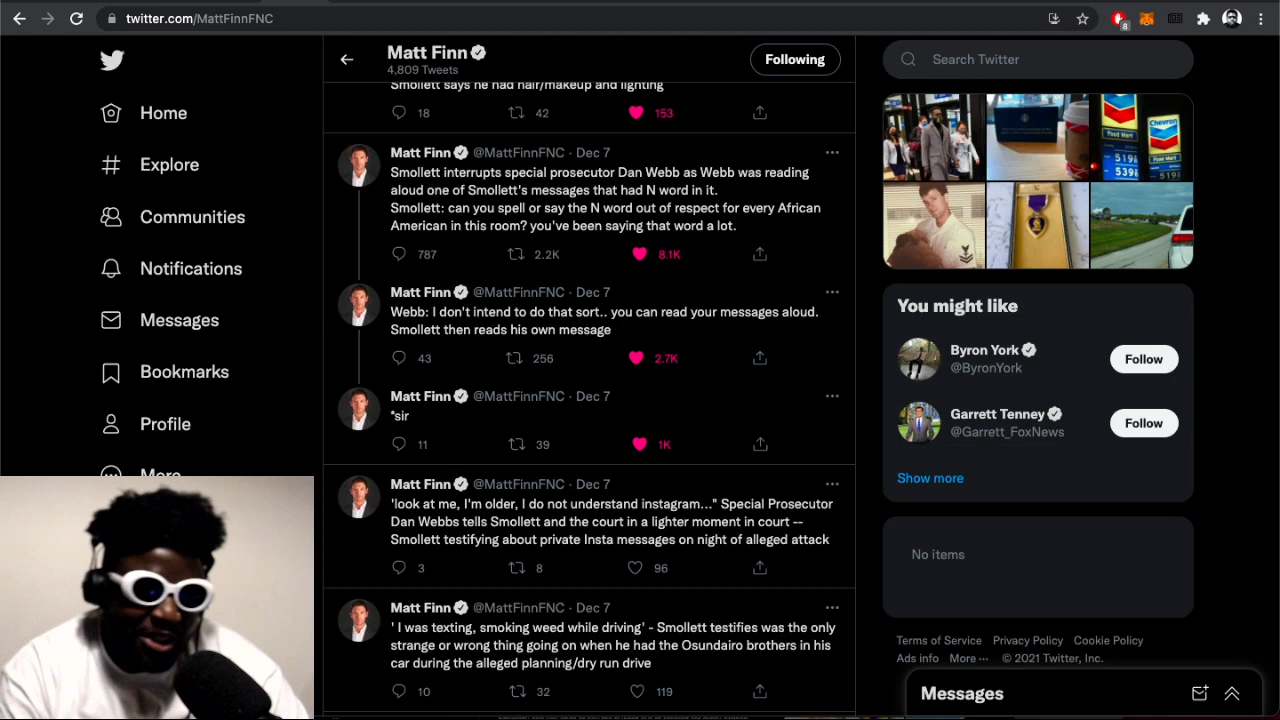 twitter.com/MattFinnFNC
8
Home
Explore
Communities
Notifications
Messages
Bookmarks
Profile
More
Matt Finn
4,809 Tweets
Following
Smollett says he had hair/makeup and lighting
18 42 153
Matt Finn @MattFinnFNC · Dec 7
Smollett interrupts special prosecutor Dan Webb as Webb was reading
aloud one of Smollett's messages that had N word in it.
Smollett: can you spell or say the N word out of respect for every African
American in this room? you've been saying that word a lot.
787 2.2K 8.1K
Matt Finn @MattFinnFNC · Dec 7
Webb: I don't intend to do that sort.. you can read your messages aloud.
Smollett then reads his own message
43 256 2.7K
Matt Finn @MattFinnFNC · Dec 7
*sir
11 39 1K
Matt Finn @MattFinnFNC · Dec 7
'look at me, I'm older, I do not understand instagram..." Special Prosecutor
Dan Webbs tells Smollett and the court in a lighter moment in court --
Smollett testifying about private Insta messages on night of alleged attack
3 8 96
Matt Finn @MattFinnFNC · Dec 7
' I was texting, smoking weed while driving' - Smollett testifies was the only
strange or wrong thing going on when he had the Osundairo brothers in his
car during the alleged planning/dry run drive
10 32 119
Search Twitter
Chevron
Food Mart
519
539
Chevron
Food Mart
519
You might like
Byron York
@ByronYork
Follow
Garrett Tenney
@Garrett_FoxNews
Follow
Show more
No items
Terms of Service Privacy Policy Cookie Policy
Ads info More ··· © 2021 Twitter, Inc.
Messages